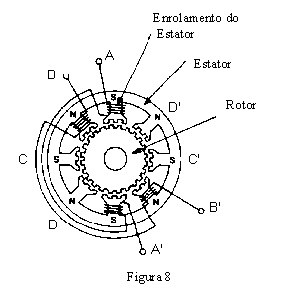 Enrolamento do
Estator
A
Estator
D
D'
S
N
N
Rotor
C
S
S
C'
N
N
B'
D
S
A'
Figura 8